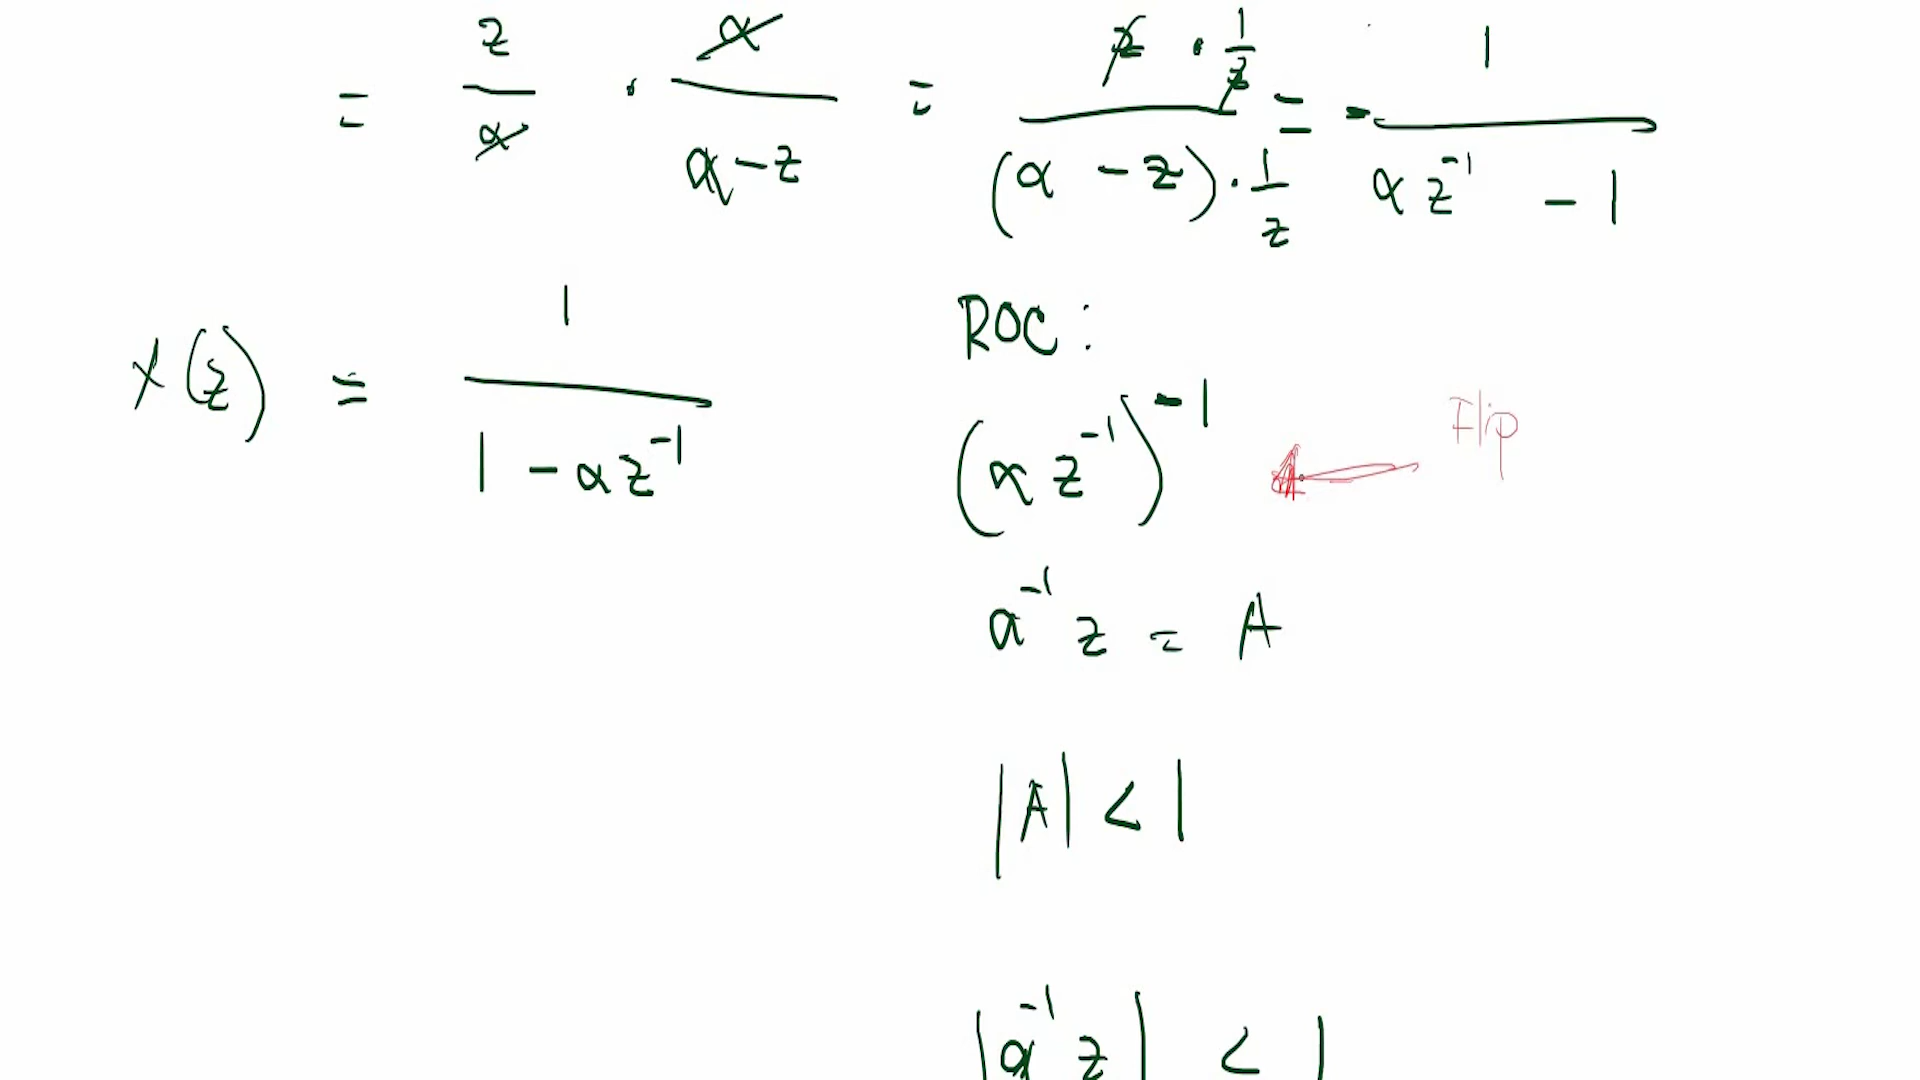 = z/α · α/(α-z) = (z · 1/z)/((α - z) · 1/z) = - 1/(αz⁻¹ - 1)
X(z) = 1/(1 - αz⁻¹)
ROC:
(αz⁻¹)⁻¹
Flip
a⁻¹ z = A
|A| < 1
|a⁻¹ z| < 1